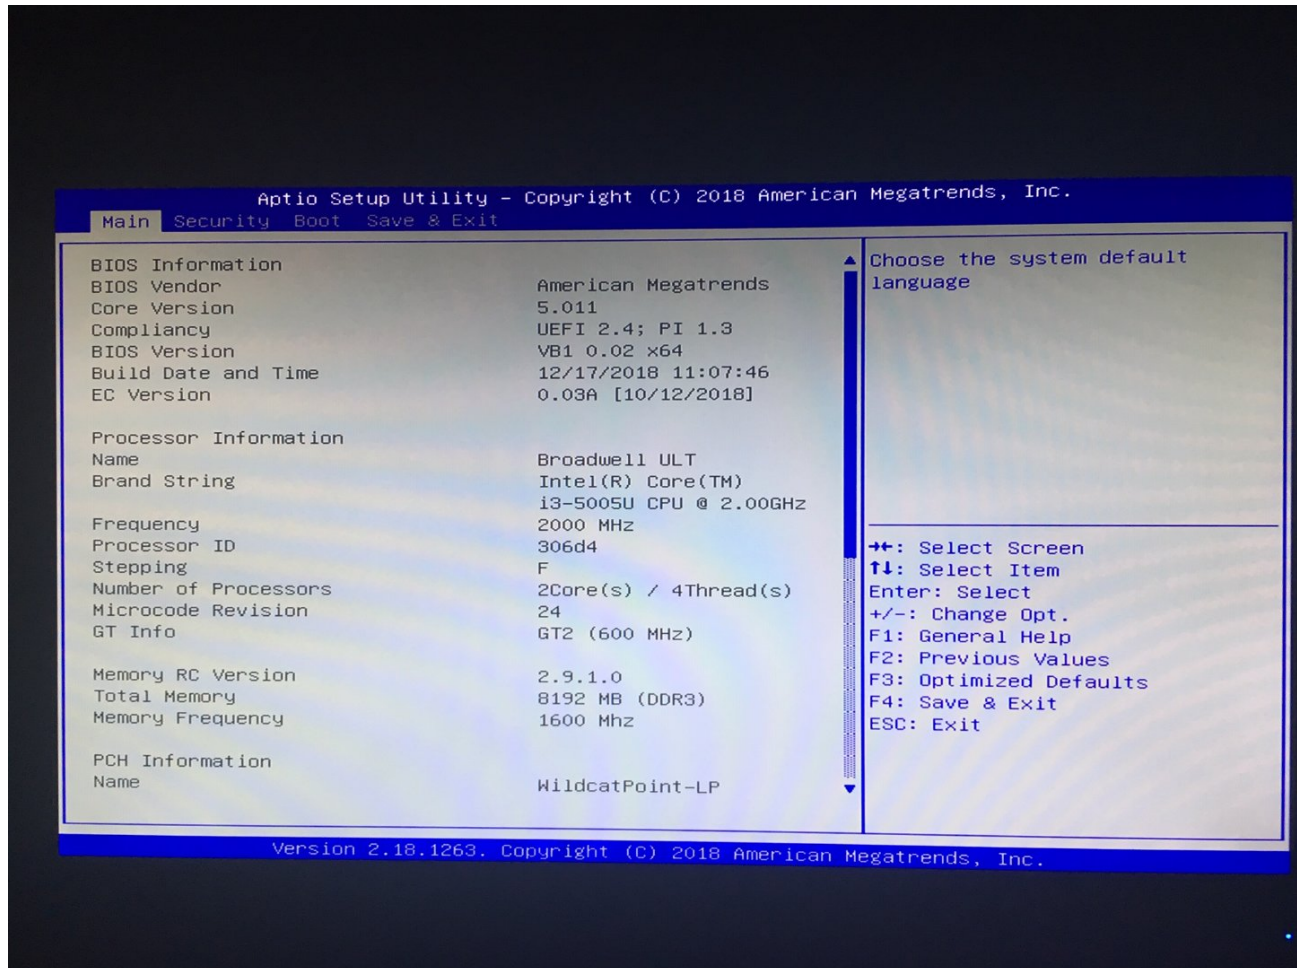 Aptio Setup Utility – Copyright (C) 2018 American Megatrends, Inc.
Main Security Boot Save & Exit
BIOS Information
BIOS Vendor American Megatrends
Core Version 5.011
Compliancy UEFI 2.4; PI 1.3
BIOS Version VB1 0.02 x64
Build Date and Time 12/17/2018 11:07:46
EC Version 0.03A [10/12/2018]
Processor Information
Name Broadwell ULT
Brand String Intel(R) Core(TM)
i3-5005U CPU @ 2.00GHz
Frequency 2000 MHz
Processor ID 306d4
Stepping F
Number of Processors 2Core(s) / 4Thread(s)
Microcode Revision 24
GT Info GT2 (600 MHz)
Memory RC Version 2.9.1.0
Total Memory 8192 MB (DDR3)
Memory Frequency 1600 Mhz
PCH Information
Name WildcatPoint-LP
Choose the system default
language
→←: Select Screen
↑↓: Select Item
Enter: Select
+/-: Change Opt.
F1: General Help
F2: Previous Values
F3: Optimized Defaults
F4: Save & Exit
ESC: Exit
Version 2.18.1263. Copyright (C) 2018 American Megatrends, Inc.